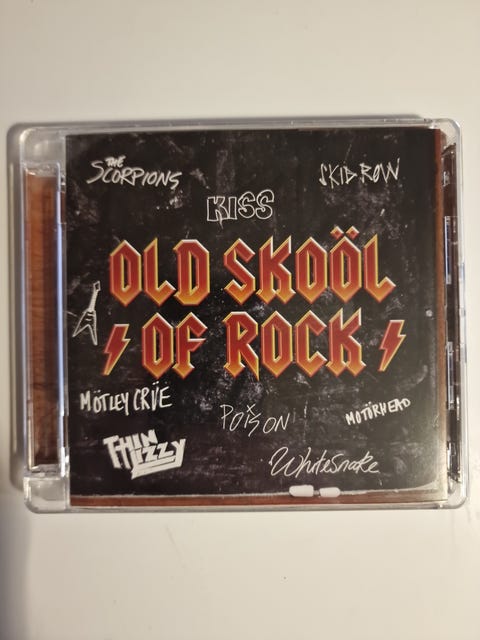 THE SCORPIONS
SKID ROW
KISS
OLD SKOÖL
OF ROCK
MÖTLEY CRÜE
POISON
MOTÖRHEAD
THIN LIZZY
Whitesnake